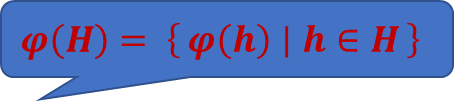 φ(H) = { φ(h) | h ∈ H }